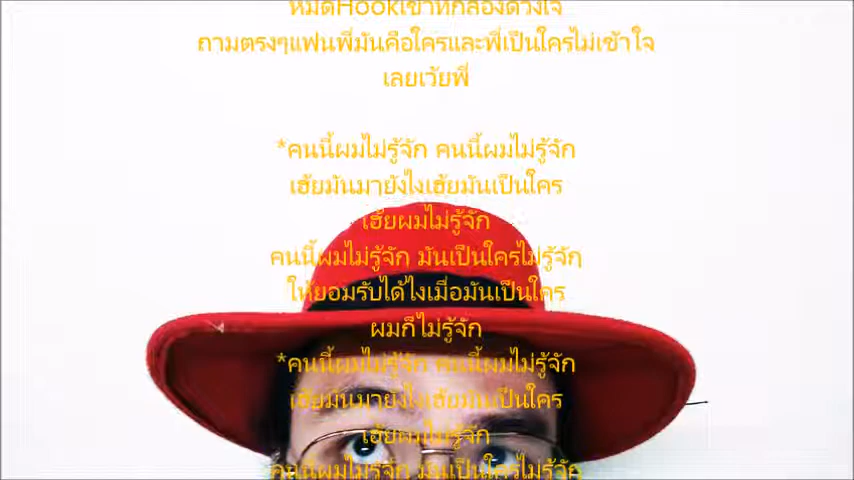 หมัดHookเข้าที่กล่องดวงใจ
ถามตรงๆแฟนพี่มันคือใครและพี่เป็นใครไม่เข้าใจ
เลยเว้ยพี่
*คนนี้ผมไม่รู้จัก คนนี้ผมไม่รู้จัก
เฮ้ยมันมายังไงเฮ้ยมันเป็นใคร
เฮ้ยผมไม่รู้จัก
คนนี้ผมไม่รู้จัก มันเป็นใครไม่รู้จัก
ให้ยอมรับได้ไงเมื่อมันเป็นใคร
ผมก็ไม่รู้จัก
*คนนี้ผมไม่รู้จัก คนนี้ผมไม่รู้จัก
เฮ้ยมันมายังไงเฮ้ยมันเป็นใคร
เฮ้ยผมไม่รู้จัก
คนนี้ผมไม่รู้จัก มันเป็นใครไม่รู้จัก